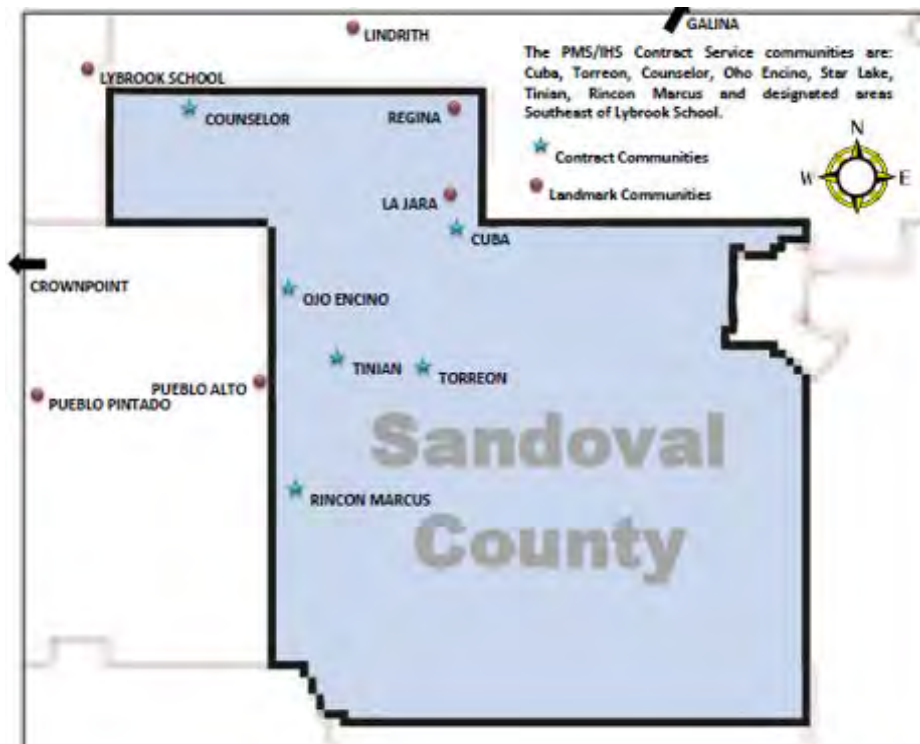 GALINA
LINDRITH
The PMS/IHS Contract Service communities are:
Cuba, Torreon, Counselor, Oho Encino, Star Lake,
Tinian, Rincon Marcus and designated areas
Southeast of Lybrook School.
LYBROOK SCHOOL
COUNSELOR
REGINA
N
W E
S
Contract Communities
Landmark Communities
LA JARA
CUBA
CROWNPOINT
OJO ENCINO
TINIAN
TORREON
PUEBLO ALTO
PUEBLO PINTADO
Sandoval
County
RINCON MARCUS